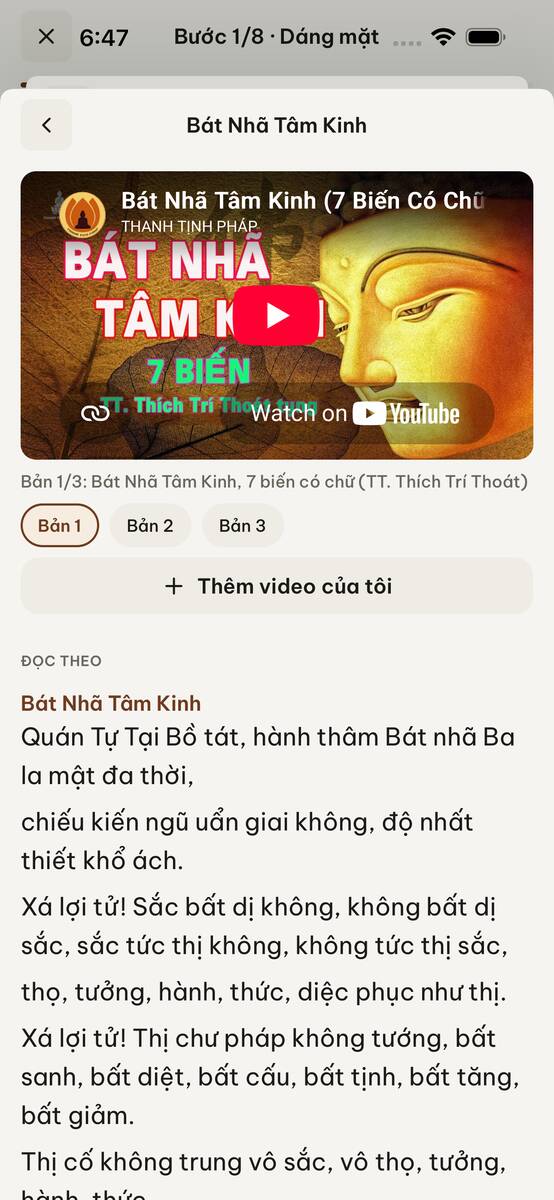 6:47
Bước 1/8 · Dáng mặt
Bát Nhã Tâm Kinh
Bát Nhã Tâm Kinh (7 Biến Có Chữ
THANH TỊNH PHÁP
BÁT NHÃ
TÂM K
7 BIẾN
TT. Thích Trí Thoát tụng
Watch on YouTube
Bản 1/3: Bát Nhã Tâm Kinh, 7 biến có chữ (TT. Thích Trí Thoát)
Bản 1
Bản 2
Bản 3
+ Thêm video của tôi
ĐỌC THEO
Bát Nhã Tâm Kinh
Quán Tự Tại Bồ tát, hành thâm Bát nhã Ba
la mật đa thời,
chiếu kiến ngũ uẩn giai không, độ nhất
thiết khổ ách.
Xá lợi tử! Sắc bất dị không, không bất dị
sắc, sắc tức thị không, không tức thị sắc,
thọ, tưởng, hành, thức, diệc phục như thị.
Xá lợi tử! Thị chư pháp không tướng, bất
sanh, bất diệt, bất cấu, bất tịnh, bất tăng,
bất giảm.
Thị cố không trung vô sắc, vô thọ, tưởng,
hành, thức